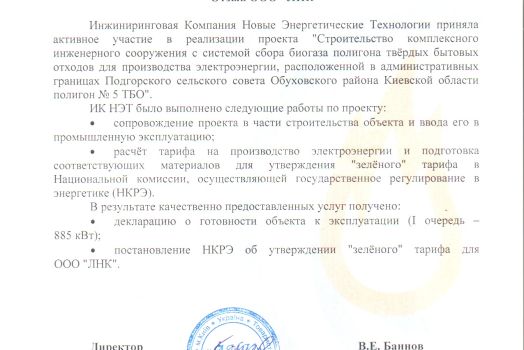 Инжиниринговая Компания Новые Энергетические Технологии приняла
активное участие в реализации проекта "Строительство комплексного
инженерного сооружения с системой сбора биогаза полигона твёрдых бытовых
отходов для производства электроэнергии, расположенной в административных
границах Подгорского сельского совета Обуховского района Киевской области
полигон № 5 ТБО".
ИК НЭТ было выполнено следующие работы по проекту:
• сопровождение проекта в части строительства объекта и ввода его в
промышленную эксплуатацию;
• расчёт тарифа на производство электроэнергии и подготовка
соответствующих материалов для утверждения "зелёного" тарифа в
Национальной комиссии, осуществляющей государственное регулирование в
энергетике (НКРЭ).
В результате качественно предоставленных услуг получено:
• декларацию о готовности объекта к эксплуатации (I очередь –
885 кВт);
• постановление НКРЭ об утверждении "зелёного" тарифа для
ООО "ЛНК".
Україна
Директор В.Е. Баннов